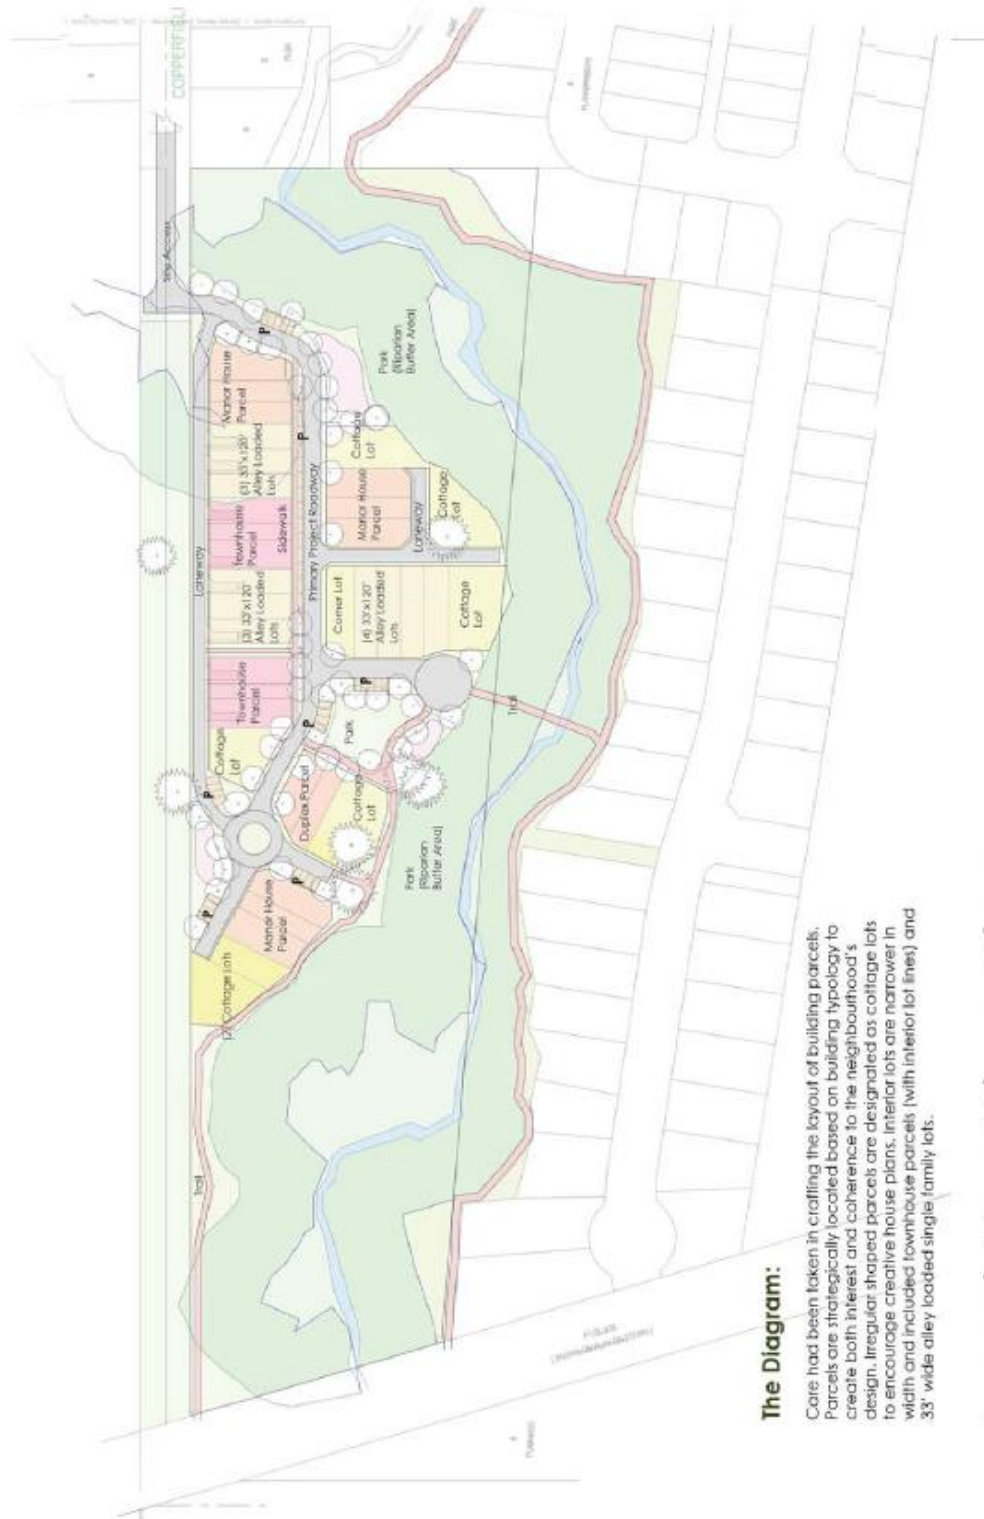 COPPERFIEL
Site Access
Laneway
Manor House
Parcel
(3) 33'x120'
Alley Loaded
Lots
Townhouse
Parcel
Sidewalk
(3) 33'x120'
Alley Loaded
Lots
Townhouse
Parcel
Cottage
Lot
P
P
Primary Project Roadway
Cottage
Lot
Manor House
Parcel
Laneway
Cottage
Lot
Corner Lot
(4) 33'x120'
Alley Loaded
Lots
Cottage
Lot
Park
(Riparian
Buffer Area)
P
P
Park
Duplex Parcel
Cottage
Lot
P
P
P
Manor House
Parcel
(2) Cottage Lots
Park
(Riparian
Buffer Area)
Trail
Trail
The Diagram:
Care had been taken in crafting the layout of building parcels.
Parcels are strategically located based on building typology to
create both interest and coherence to the neighbourhood's
design. Irregular shaped parcels are designated as cottage lots
to encourage creative house plans. Interior lots are narrower in
width and included townhouse parcels (with interior lot lines) and
33' wide alley loaded single family lots.